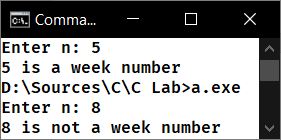 Comma...
Enter n: 5
5 is a week number
D:\Sources\C\C Lab>a.exe
Enter n: 8
8 is not a week number